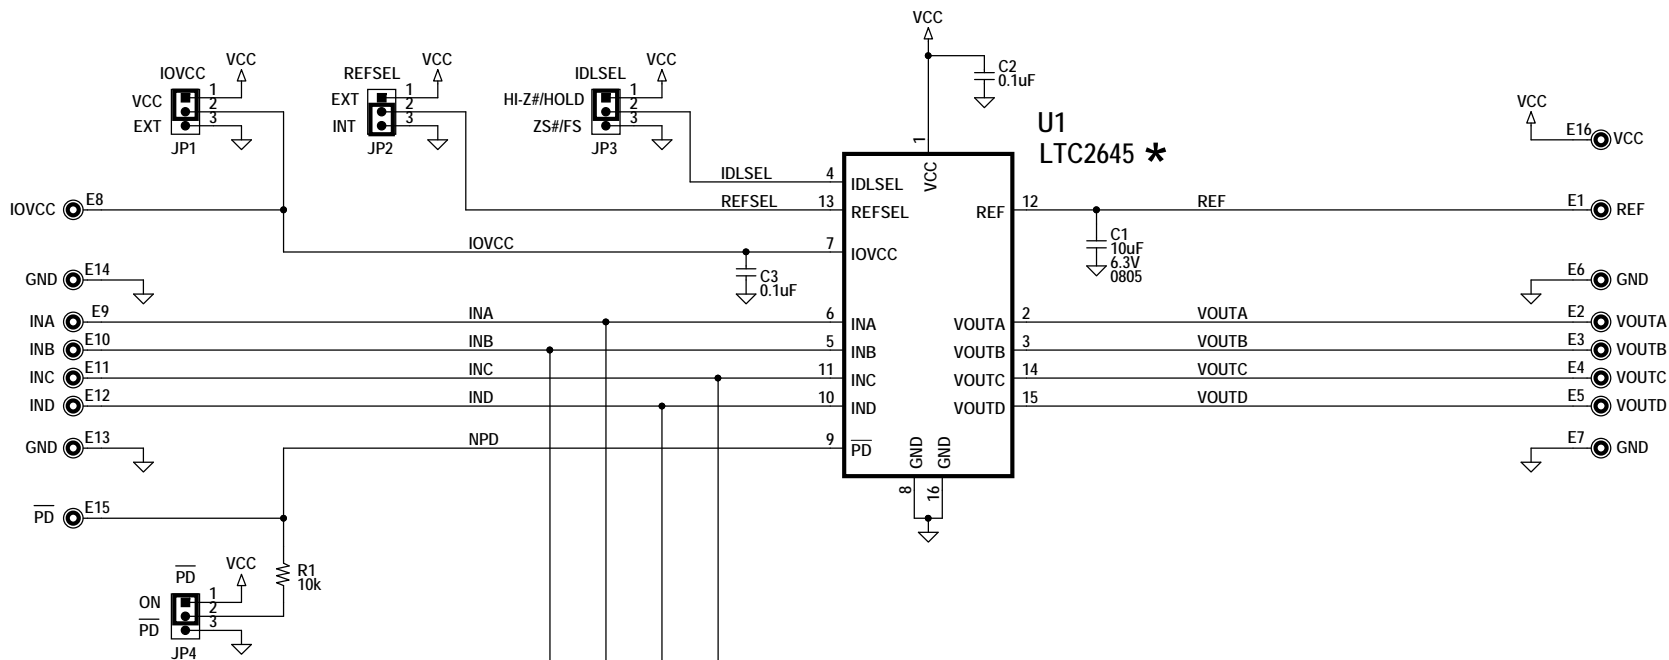 VCC
IOVCC
VCC
REFSEL
VCC
IDLSEL
VCC
C2
0.1uF
VCC
1
2
3
EXT
JP1
EXT
1
2
3
INT
JP2
HI-Z#/HOLD
1
2
3
ZS#/FS
JP3
U1
LTC2645 *
VCC
E16
VCC
1
VCC
IDLSEL
4
IDLSEL
IOVCC
E8
REFSEL
13
REFSEL
REF
12
REF
E1
REF
IOVCC
7
IOVCC
C1
10uF
6.3V
0805
GND
E14
C3
0.1uF
E6
GND
INA
E9
INA
6
INA
VOUTA
2
VOUTA
E2
VOUTA
INB
E10
INB
5
INB
VOUTB
3
VOUTB
E3
VOUTB
INC
E11
INC
11
INC
VOUTC
14
VOUTC
E4
VOUTC
IND
E12
IND
10
IND
VOUTD
15
VOUTD
E5
VOUTD
GND
E13
NPD
9
PD
GND
GND
E7
GND
8
16
PD
E15
PD
VCC
R1
10k
ON
1
2
3
PD
JP4